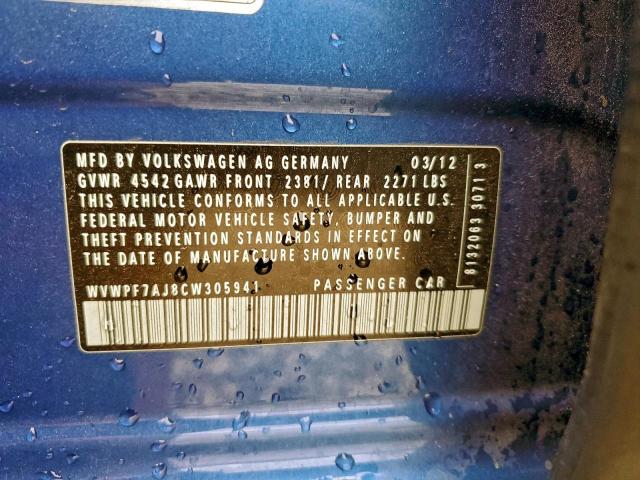 MFD BY VOLKSWAGEN AG GERMANY 03/12
GVWR 4542 GAWR FRONT 2381/ REAR 2271 LBS
THIS VEHICLE CONFORMS TO ALL APPLICABLE U.S.
FEDERAL MOTOR VEHICLE SAFETY, BUMPER AND
THEFT PREVENTION STANDARDS IN EFFECT ON
THE DATE OF MANUFACTURE SHOWN ABOVE.
WVWPF7AJ8CW305941 PASSENGER CAR
8132063 30713